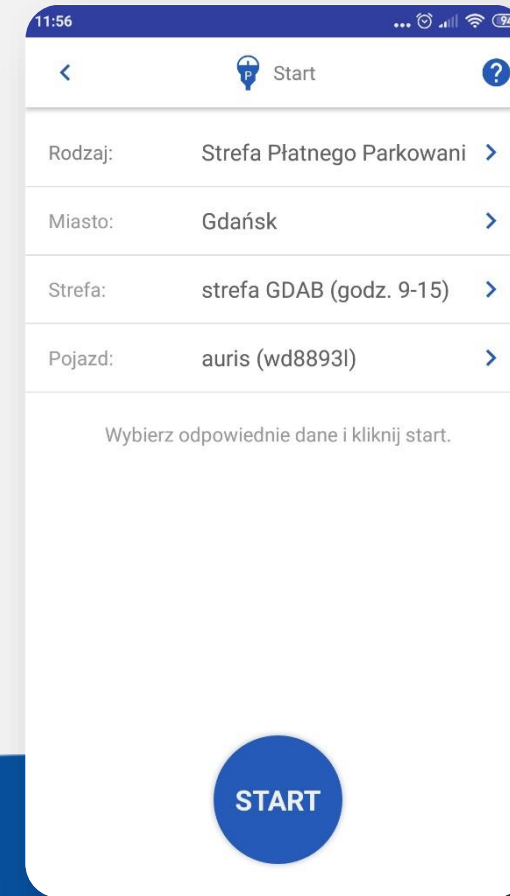 11:56
94
P Start
?
Rodzaj: Strefa Płatnego Parkowani
Miasto: Gdańsk
Strefa: strefa GDAB (godz. 9-15)
Pojazd: auris (wd8893l)
Wybierz odpowiednie dane i kliknij start.
START